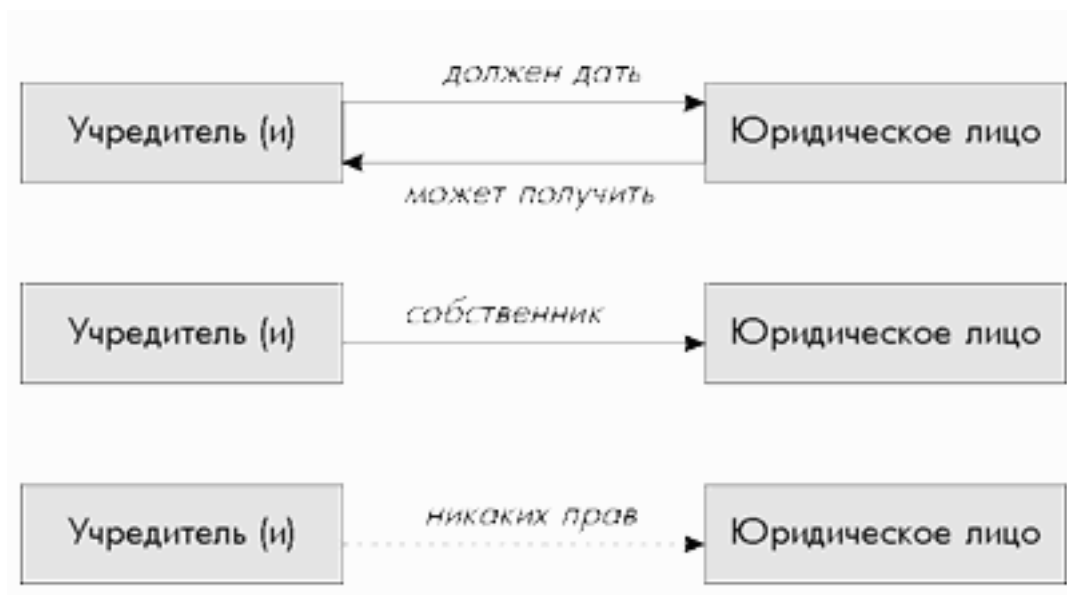 должен дать
Учредитель (и)
Юридическое лицо
может получить
собственник
Учредитель (и)
Юридическое лицо
никаких прав
Учредитель (и)
Юридическое лицо